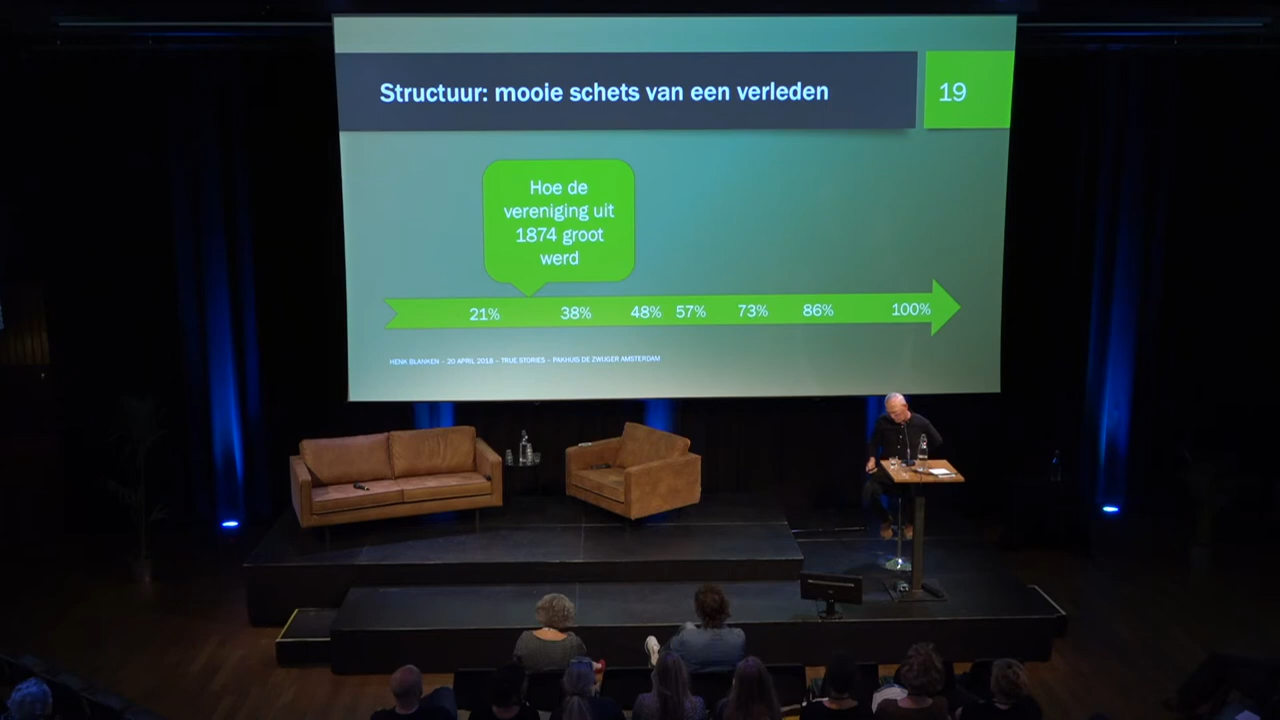 Structuur: mooie schets van een verleden
19
Hoe de
vereniging uit
1874 groot
werd
21% 38% 48% 57% 73% 86% 100%
HENK BLANKEN - 20 APRIL 2018 - TRUE STORIES - PAKHUIS DE ZWIJGER AMSTERDAM